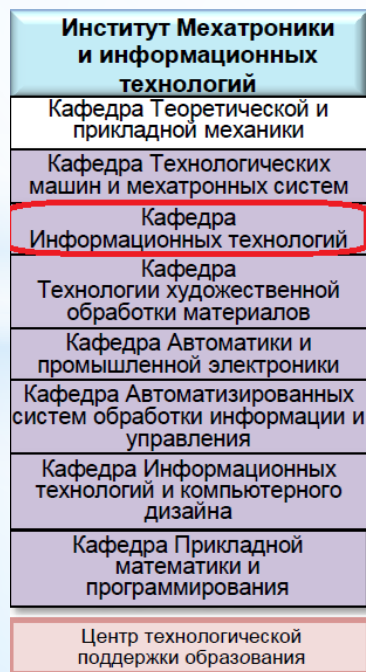 Институт Мехатроники
и информационных
технологий
Кафедра Теоретической и
прикладной механики
Кафедра Технологических
машин и мехатронных систем
Кафедра
Информационных технологий
Кафедра
Технологии художественной
обработки материалов
Кафедра Автоматики и
промышленной электроники
Кафедра Автоматизированных
систем обработки информации и
управления
Кафедра Информационных
технологий и компьютерного
дизайна
Кафедра Прикладной
математики и
программирования
Центр технологической
поддержки образования